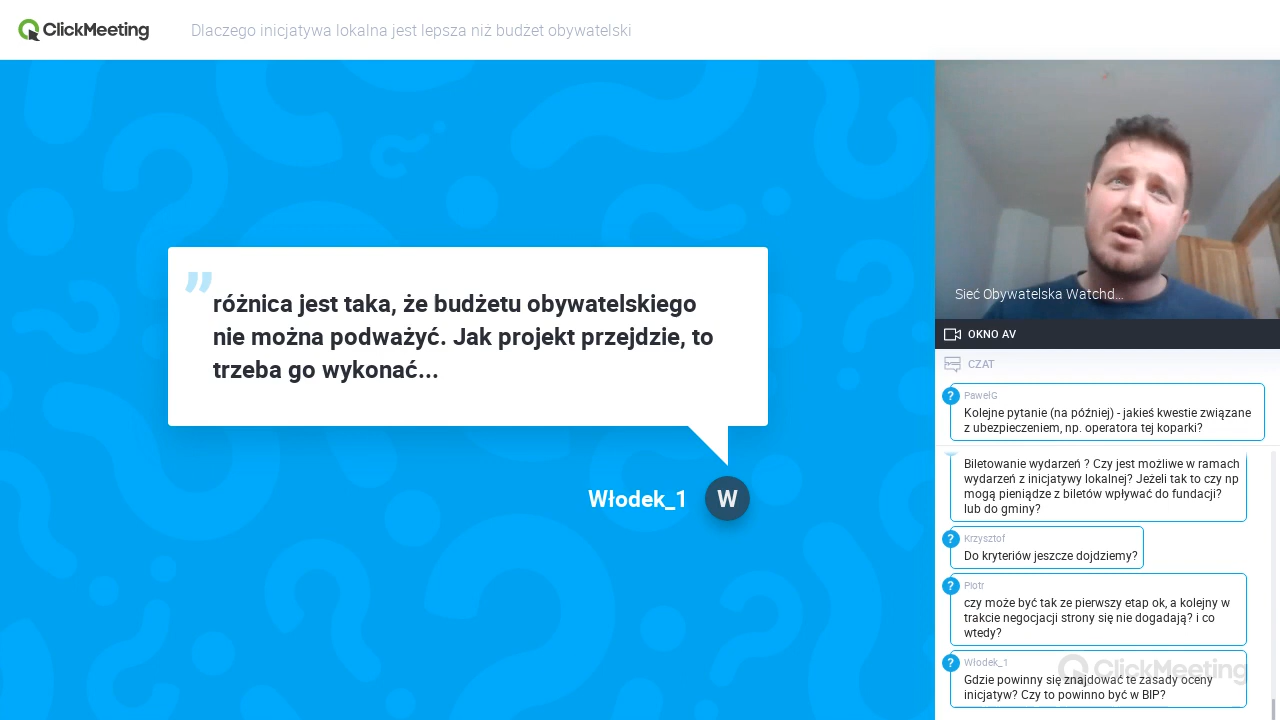 ClickMeeting
Dlaczego inicjatywa lokalna jest lepsza niż budżet obywatelski
”
różnica jest taka, że budżetu obywatelskiego
nie można podważyć. Jak projekt przejdzie, to
trzeba go wykonać...
Włodek_1
W
Sieć Obywatelska Watchd...
OKNO AV
CZAT
?
PawełG
Kolejne pytanie (na później) - jakieś kwestie związane
z ubezpieczeniem, np. operatora tej koparki?
Biletowanie wydarzeń ? Czy jest możliwe w ramach
wydarzeń z inicjatywy lokalnej? Jeżeli tak to czy np
mogą pieniądze z biletów wpływać do fundacji?
lub do gminy?
?
Krzysztof
Do kryteriów jeszcze dojdziemy?
?
Piotr
czy może być tak ze pierwszy etap ok, a kolejny w
trakcie negocjacji strony się nie dogadają? i co
wtedy?
?
Włodek_1
Gdzie powinny się znajdować te zasady oceny
inicjatyw? Czy to powinno być w BIP?
ClickMeeting